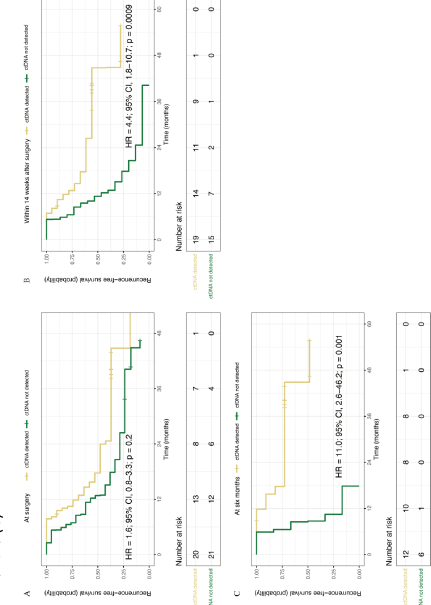 A
At surgery ctDNA detected ctDNA not detected
Recurrence−free survival (probability)
1.00
0.75
0.50
0.25
0.00
HR = 1.6; 95% CI, 0.8−3.3; p = 0.2
0 12 24 36 48
Time (months)
Number at risk
ctDNA detected 20 13 8 7 1
DNA not detected 21 12 6 4 0
B
Within 14 weeks after surgery ctDNA detected ctDNA not detected
Recurrence−free survival (probability)
1.00
0.75
0.50
0.25
0.00
HR = 4.4; 95% CI, 1.8−10.7; p = 0.0009
0 12 24 36 48 60
Time (months)
Number at risk
ctDNA detected 19 14 11 9 1 0
ctDNA not detected 15 7 2 1 0 0
C
At six months ctDNA detected ctDNA not detected
Recurrence−free survival (probability)
1.00
0.75
0.50
0.25
0.00
HR = 11.0; 95% CI, 2.6−46.2; p = 0.001
0 12 24 36 48 60
Time (months)
Number at risk
ctDNA detected 12 10 8 8 0 0
DNA not detected 6 1 0 0 0 0